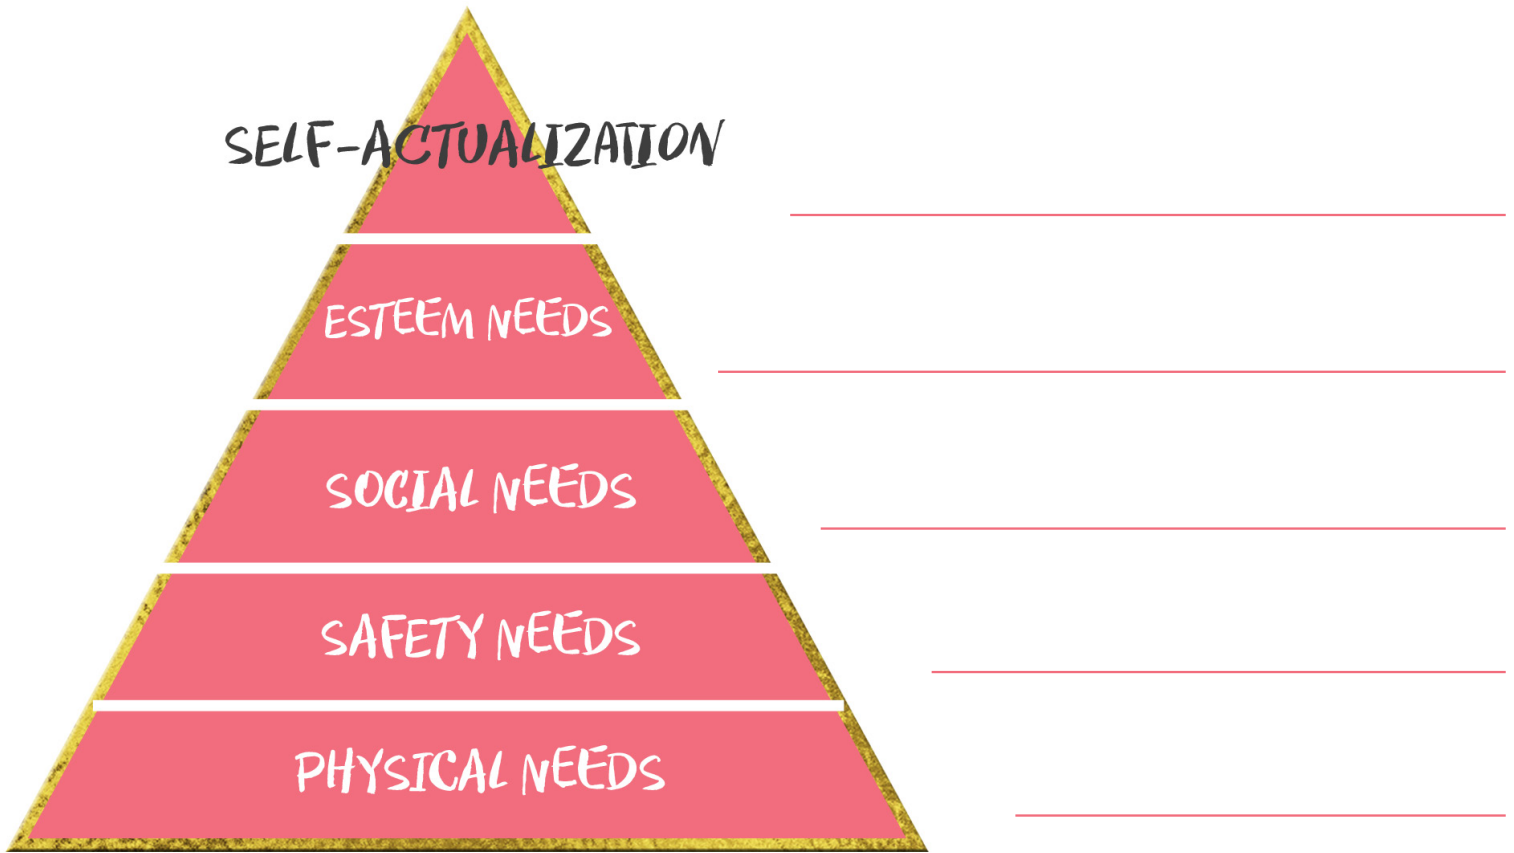 SELF-ACTUALIZATION
ESTEEM NEEDS
SOCIAL NEEDS
SAFETY NEEDS
PHYSICAL NEEDS